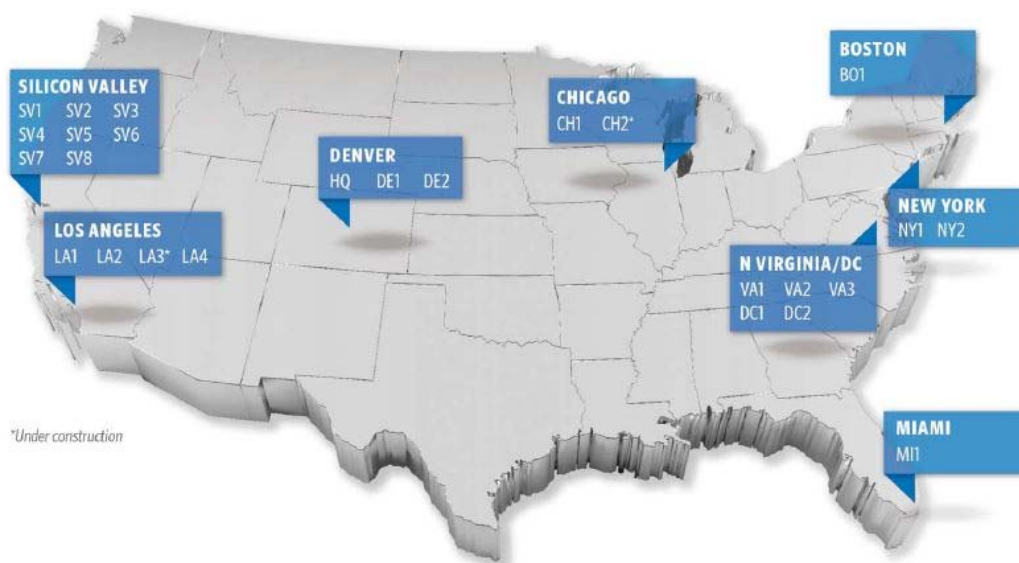 SILICON VALLEY
SV1 SV2 SV3
SV4 SV5 SV6
SV7 SV8
LOS ANGELES
LA1 LA2 LA3* LA4
DENVER
HQ DE1 DE2
CHICAGO
CH1 CH2*
BOSTON
BO1
NEW YORK
NY1 NY2
N VIRGINIA/DC
VA1 VA2 VA3
DC1 DC2
MIAMI
MI1
*Under construction